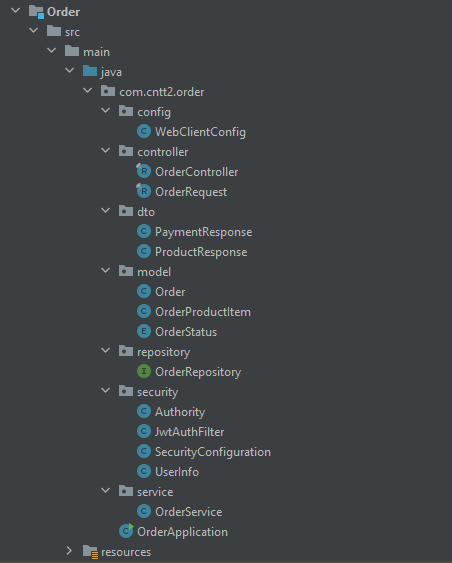 Order
src
main
java
com.cntt2.order
config
WebClientConfig
controller
OrderController
OrderRequest
dto
PaymentResponse
ProductResponse
model
Order
OrderProductItem
OrderStatus
repository
OrderRepository
security
Authority
JwtAuthFilter
SecurityConfiguration
UserInfo
service
OrderService
OrderApplication
resources